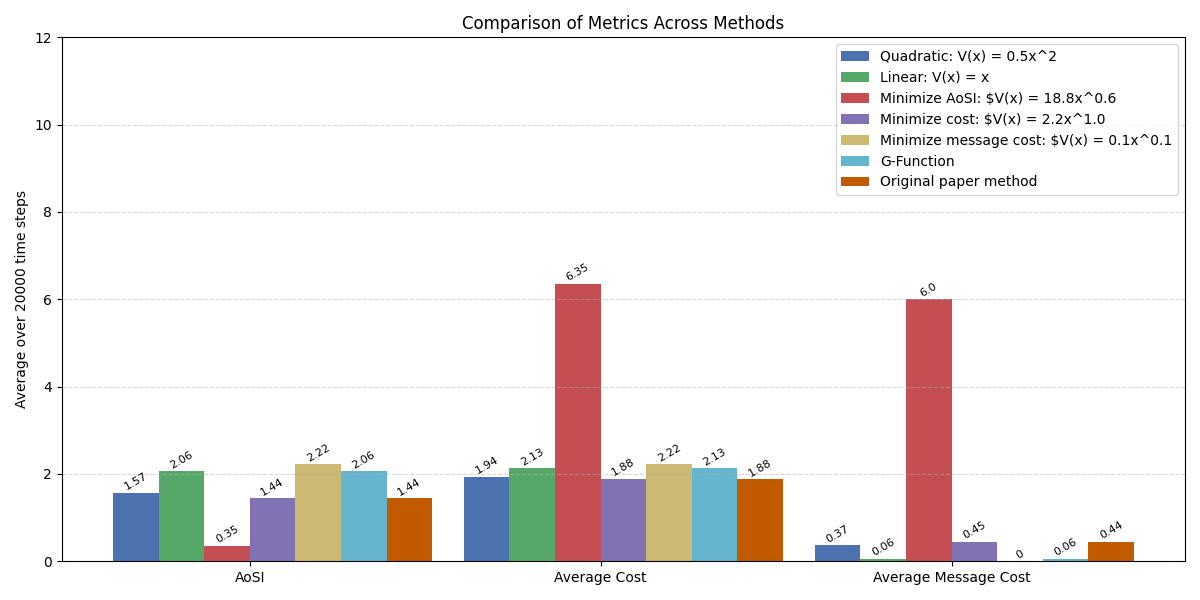 Comparison of Metrics Across Methods
Average over 20000 time steps
12
10
8
6
4
2
0
Quadratic: V(x) = 0.5x^2
Linear: V(x) = x
Minimize AoSI: $V(x) = 18.8x^0.6
Minimize cost: $V(x) = 2.2x^1.0
Minimize message cost: $V(x) = 0.1x^0.1
G-Function
Original paper method
1.57
2.06
0.35
1.44
2.22
2.06
1.44
1.94
2.13
6.35
1.88
2.22
2.13
1.88
0.37
0.06
6.0
0.45
0
0.06
0.44
AoSI
Average Cost
Average Message Cost